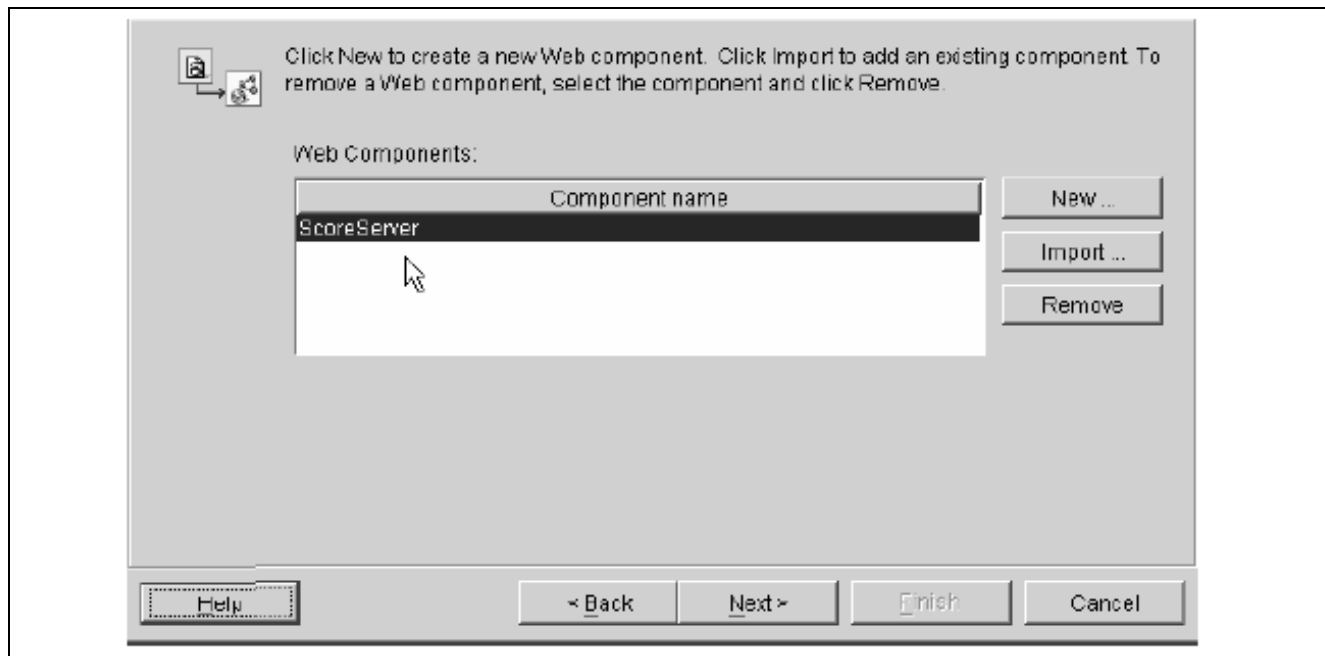 Click New to create a new Web component. Click Import to add an existing component. To
remove a Web component, select the component and click Remove.
Web Components:
Component name
New ...
ScoreServer
Import ...
Remove
Help
< Back
Next >
Finish
Cancel